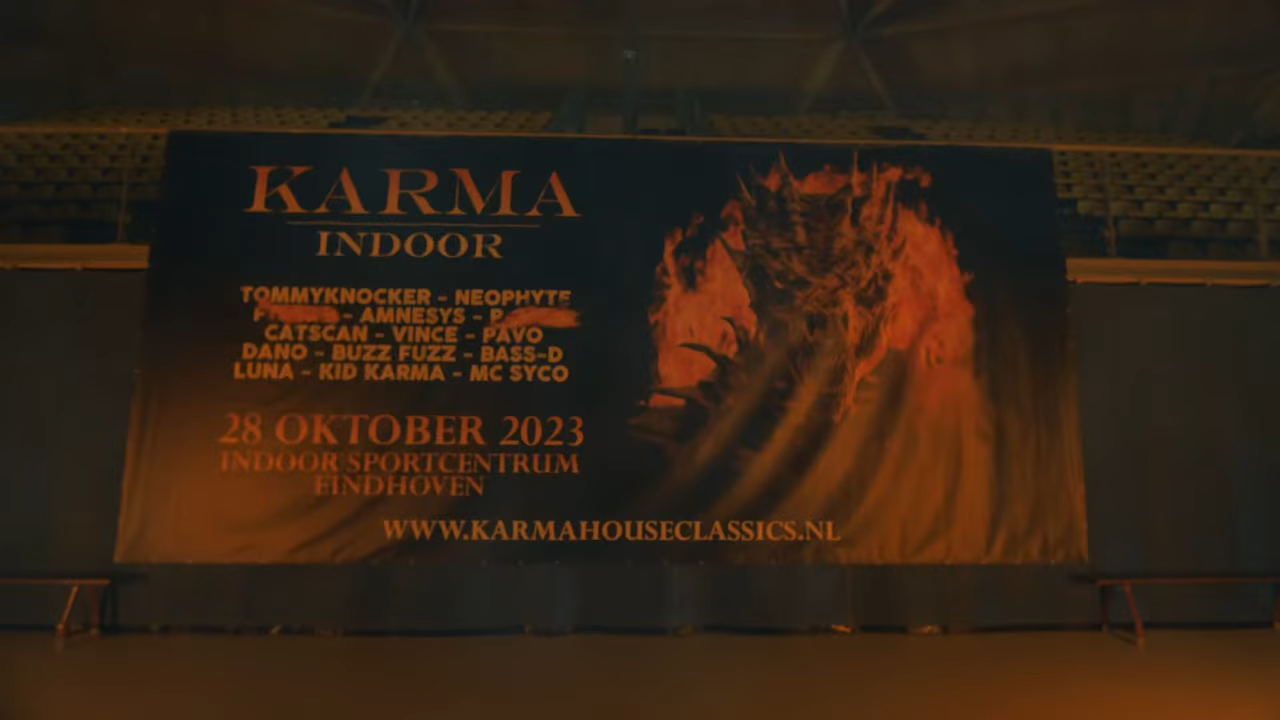 KARMA
INDOOR
TOMMYKNOCKER - NEOPHYTE
- AMNESYS -
CATSCAN - VINCE - PAVO
DANO - BUZZ FUZZ - BASS-D
LUNA - KID KARMA - MC SYCO
28 OKTOBER 2023
INDOOR SPORTCENTRUM
EINDHOVEN
WWW.KARMAHOUSECLASSICS.NL